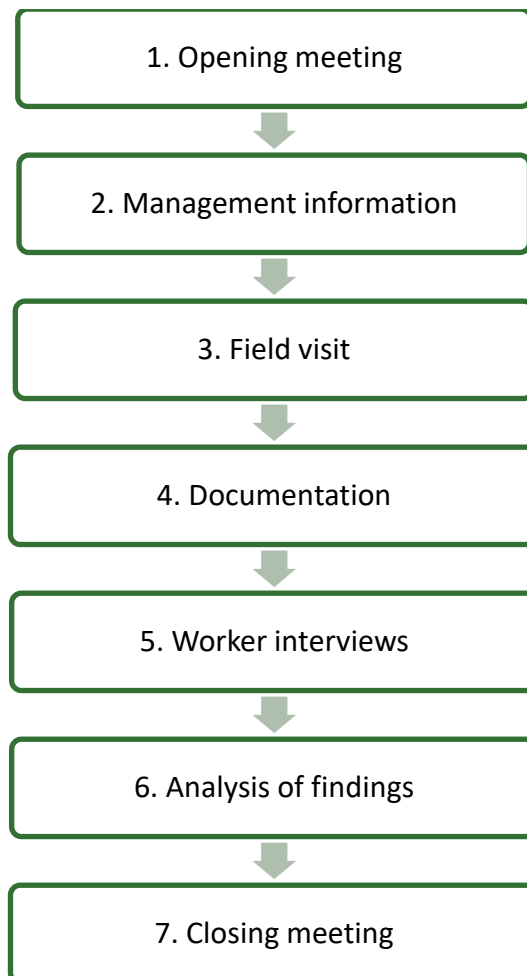 1. Opening meeting
2. Management information
3. Field visit
4. Documentation
5. Worker interviews
6. Analysis of findings
7. Closing meeting